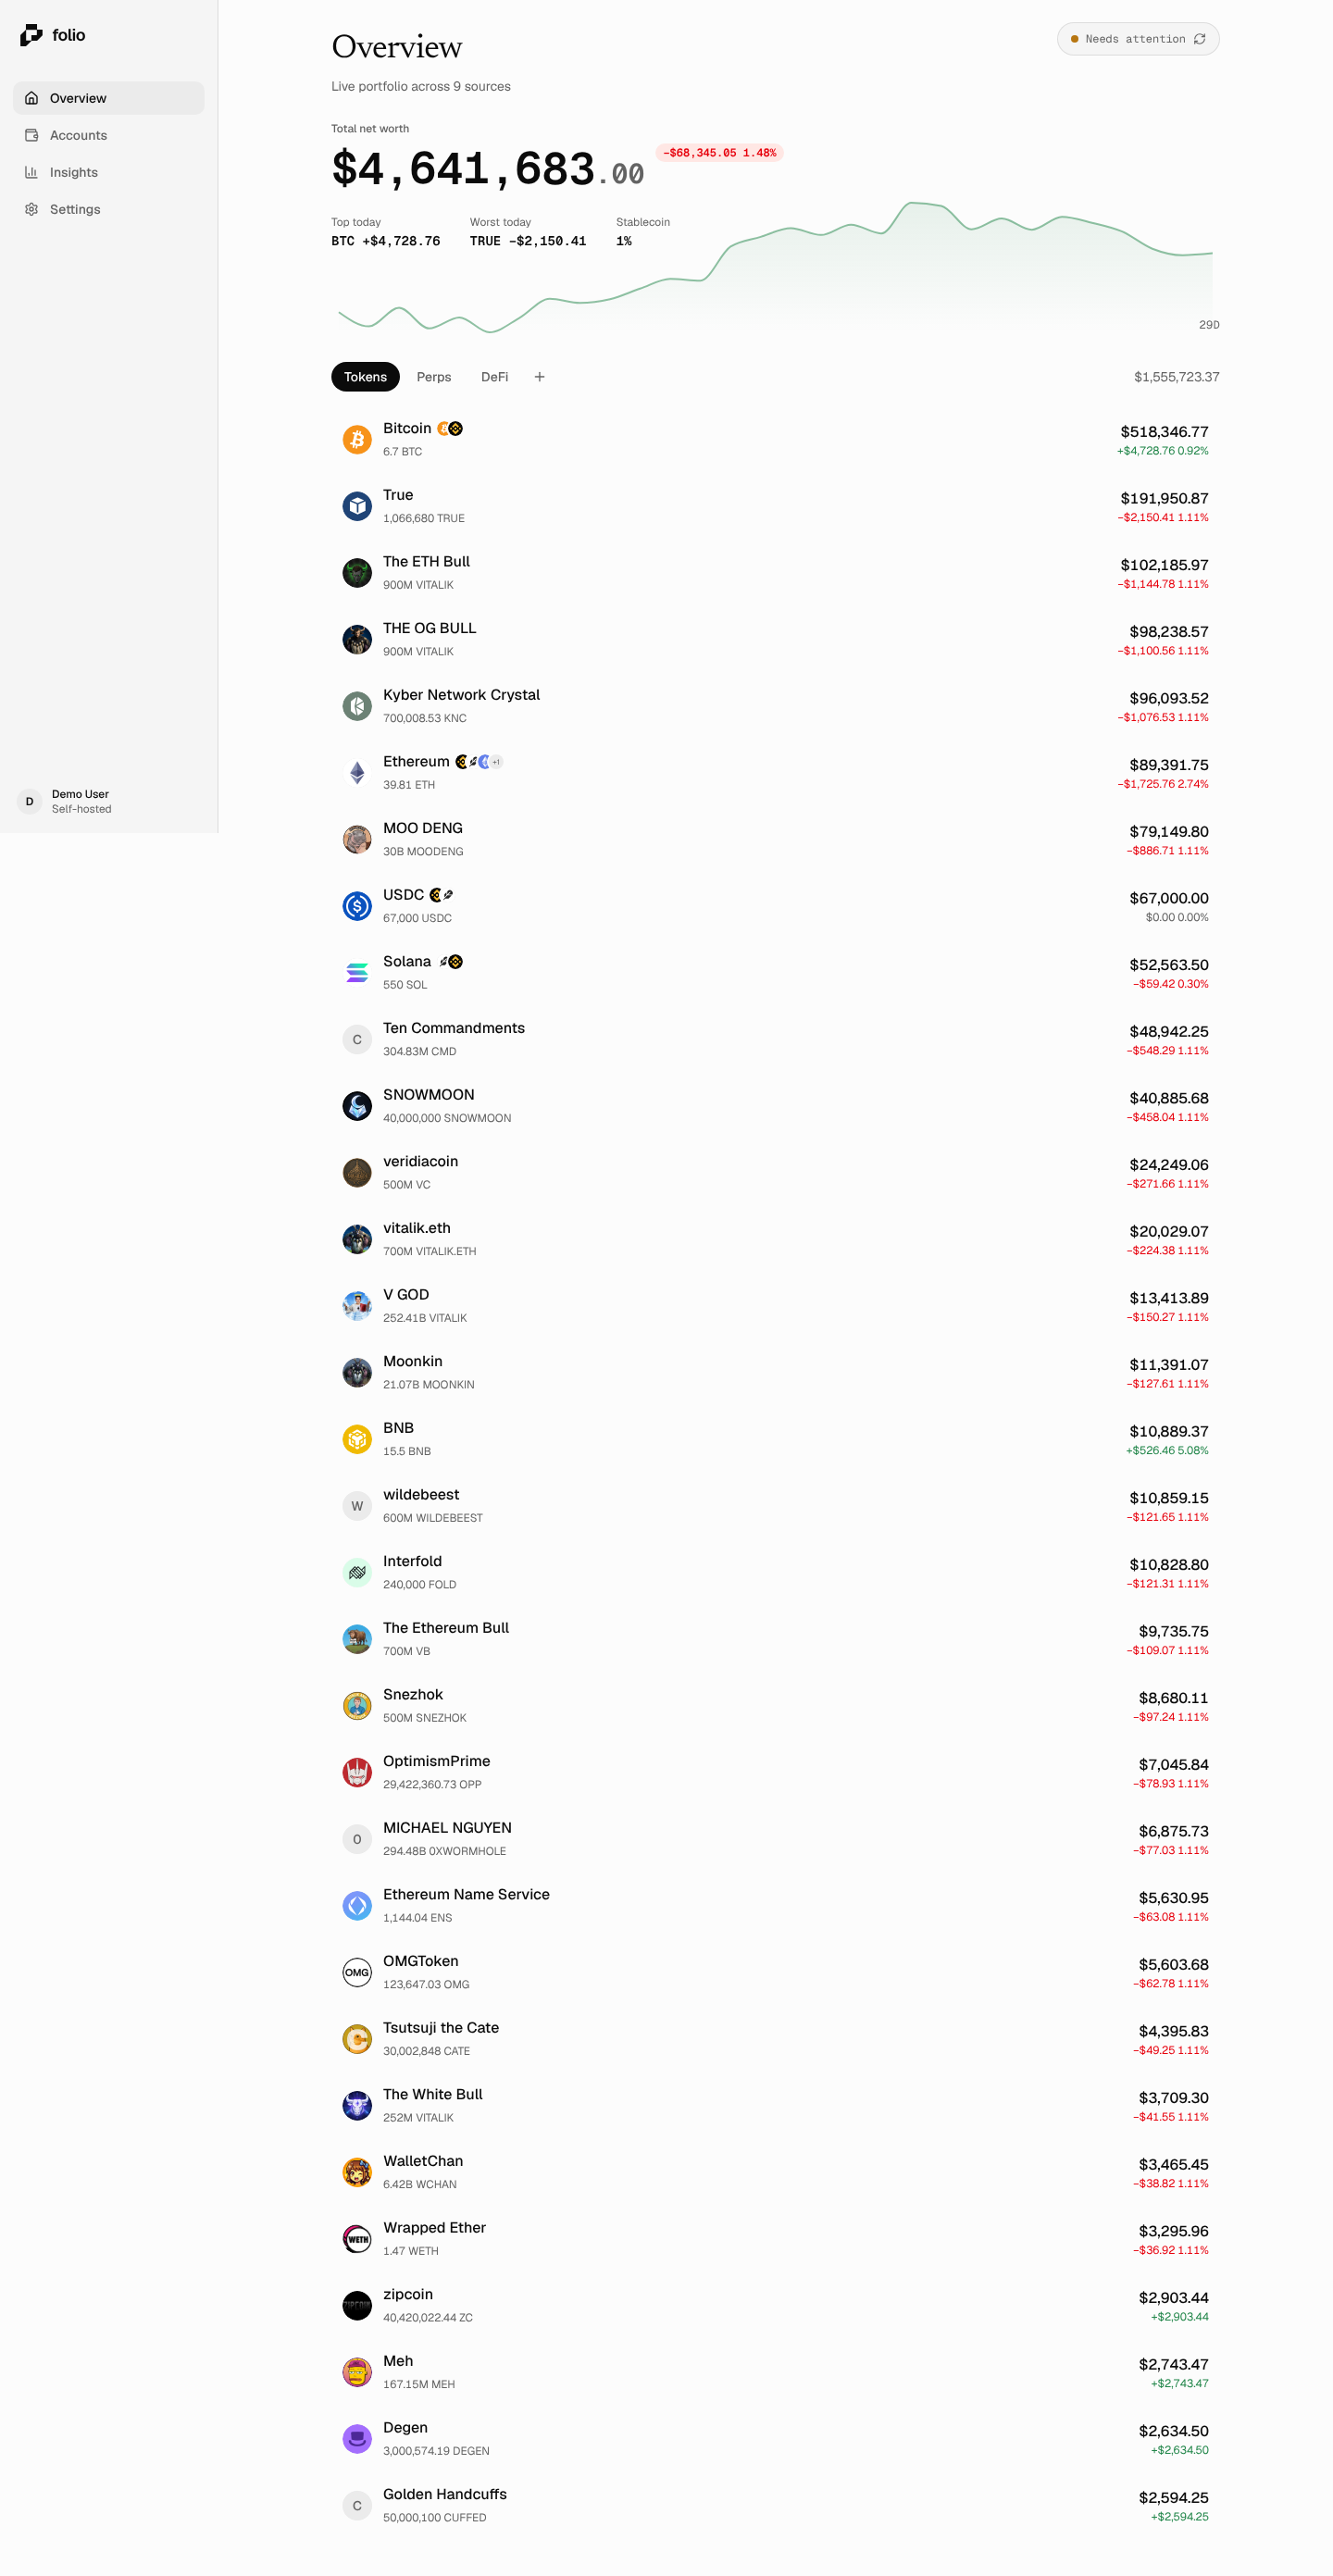 folio
Overview
Accounts
Insights
Settings
D
Demo User
Self-hosted
Overview
Needs attention
Live portfolio across 9 sources
Total net worth
$4,641,683.00
−$68,345.05 1.48%
Top today
BTC +$4,728.76
Worst today
TRUE −$2,150.41
Stablecoin
1%
29D
Tokens
Perps
DeFi
$1,555,723.37
Bitcoin
6.7 BTC
$518,346.77
+$4,728.76 0.92%
True
1,066,680 TRUE
$191,950.87
−$2,150.41 1.11%
The ETH Bull
900M VITALIK
$102,185.97
−$1,144.78 1.11%
THE OG BULL
900M VITALIK
$98,238.57
−$1,100.56 1.11%
Kyber Network Crystal
700,008.53 KNC
$96,093.52
−$1,076.53 1.11%
Ethereum
+1
39.81 ETH
$89,391.75
−$1,725.76 2.74%
MOO DENG
30B MOODENG
$79,149.80
−$886.71 1.11%
USDC
67,000 USDC
$67,000.00
$0.00 0.00%
Solana
550 SOL
$52,563.50
−$59.42 0.30%
C
Ten Commandments
304.83M CMD
$48,942.25
−$548.29 1.11%
SNOWMOON
40,000,000 SNOWMOON
$40,885.68
−$458.04 1.11%
veridiacoin
500M VC
$24,249.06
−$271.66 1.11%
vitalik.eth
700M VITALIK.ETH
$20,029.07
−$224.38 1.11%
V GOD
252.41B VITALIK
$13,413.89
−$150.27 1.11%
Moonkin
21.07B MOONKIN
$11,391.07
−$127.61 1.11%
BNB
15.5 BNB
$10,889.37
+$526.46 5.08%
W
wildebeest
600M WILDEBEEST
$10,859.15
−$121.65 1.11%
Interfold
240,000 FOLD
$10,828.80
−$121.31 1.11%
The Ethereum Bull
700M VB
$9,735.75
−$109.07 1.11%
Snezhok
500M SNEZHOK
$8,680.11
−$97.24 1.11%
OptimismPrime
29,422,360.73 OPP
$7,045.84
−$78.93 1.11%
0
MICHAEL NGUYEN
294.48B 0XWORMHOLE
$6,875.73
−$77.03 1.11%
Ethereum Name Service
1,144.04 ENS
$5,630.95
−$63.08 1.11%
OMG
OMGToken
123,647.03 OMG
$5,603.68
−$62.78 1.11%
Tsutsuji the Cate
30,002,848 CATE
$4,395.83
−$49.25 1.11%
The White Bull
252M VITALIK
$3,709.30
−$41.55 1.11%
WalletChan
6.42B WCHAN
$3,465.45
−$38.82 1.11%
WETH
Wrapped Ether
1.47 WETH
$3,295.96
−$36.92 1.11%
ZIPCOIN
zipcoin
40,420,022.44 ZC
$2,903.44
+$2,903.44
Meh
167.15M MEH
$2,743.47
+$2,743.47
Degen
3,000,574.19 DEGEN
$2,634.50
+$2,634.50
C
Golden Handcuffs
50,000,100 CUFFED
$2,594.25
+$2,594.25